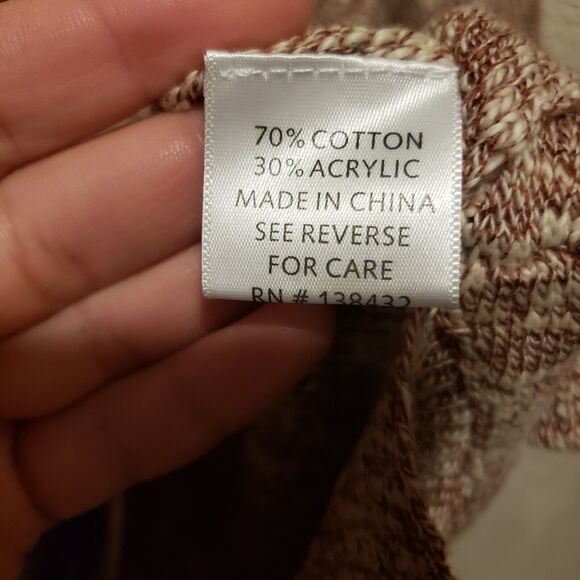 70% COTTON
30% ACRYLIC
MADE IN CHINA
SEE REVERSE
FOR CARE
RN # 138432